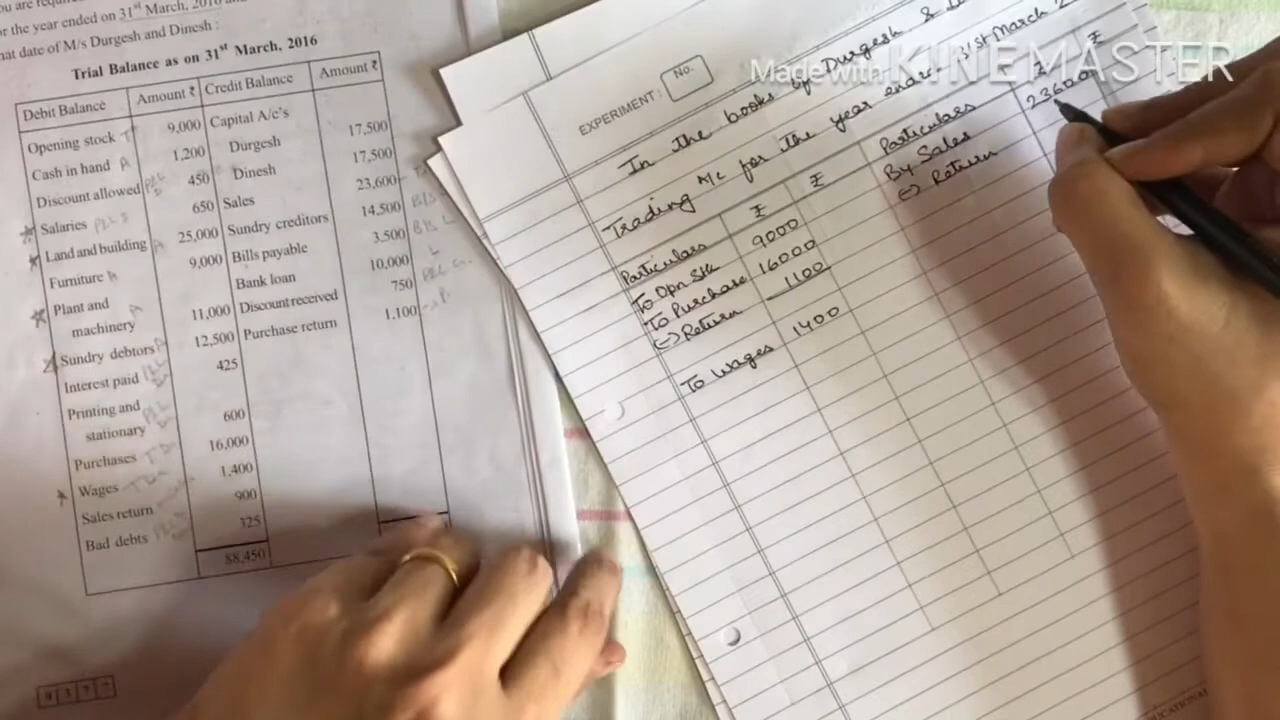 ou are requir
or the year ended on 31st March, 2016 and
hat date of M/s Durgesh and Dinesh :
Trial Balance as on 31st March, 2016
Debit Balance Amount ₹ Credit Balance Amount ₹
Opening stock 9,000 Capital A/c's
Cash in hand 1,200 Durgesh 17,500
Discount allowed 450 Dinesh 17,500
Salaries 650 Sales 23,600
Land and building 25,000 Sundry creditors 14,500
Furniture 9,000 Bills payable 3,500
Plant and Bank loan 10,000
machinery 11,000 Discount received 750
Sundry debtors 12,500 Purchase return 1,100
Interest paid 425
Printing and
stationary 600
Purchases 16,000
Wages 1,400
Sales return 900
Bad debts 325
88,450
Made with KINEMASTER
EXPERIMENT : No.
In the books of Durgesh &
Trading A/c for the year ended 31st March
Particulars ₹ ₹ Particulars ₹ ₹
To Opn Stk 9000 By Sales 23600
To Purchase 16000 (-) Return
(-) Return 1100
To Wages 1400